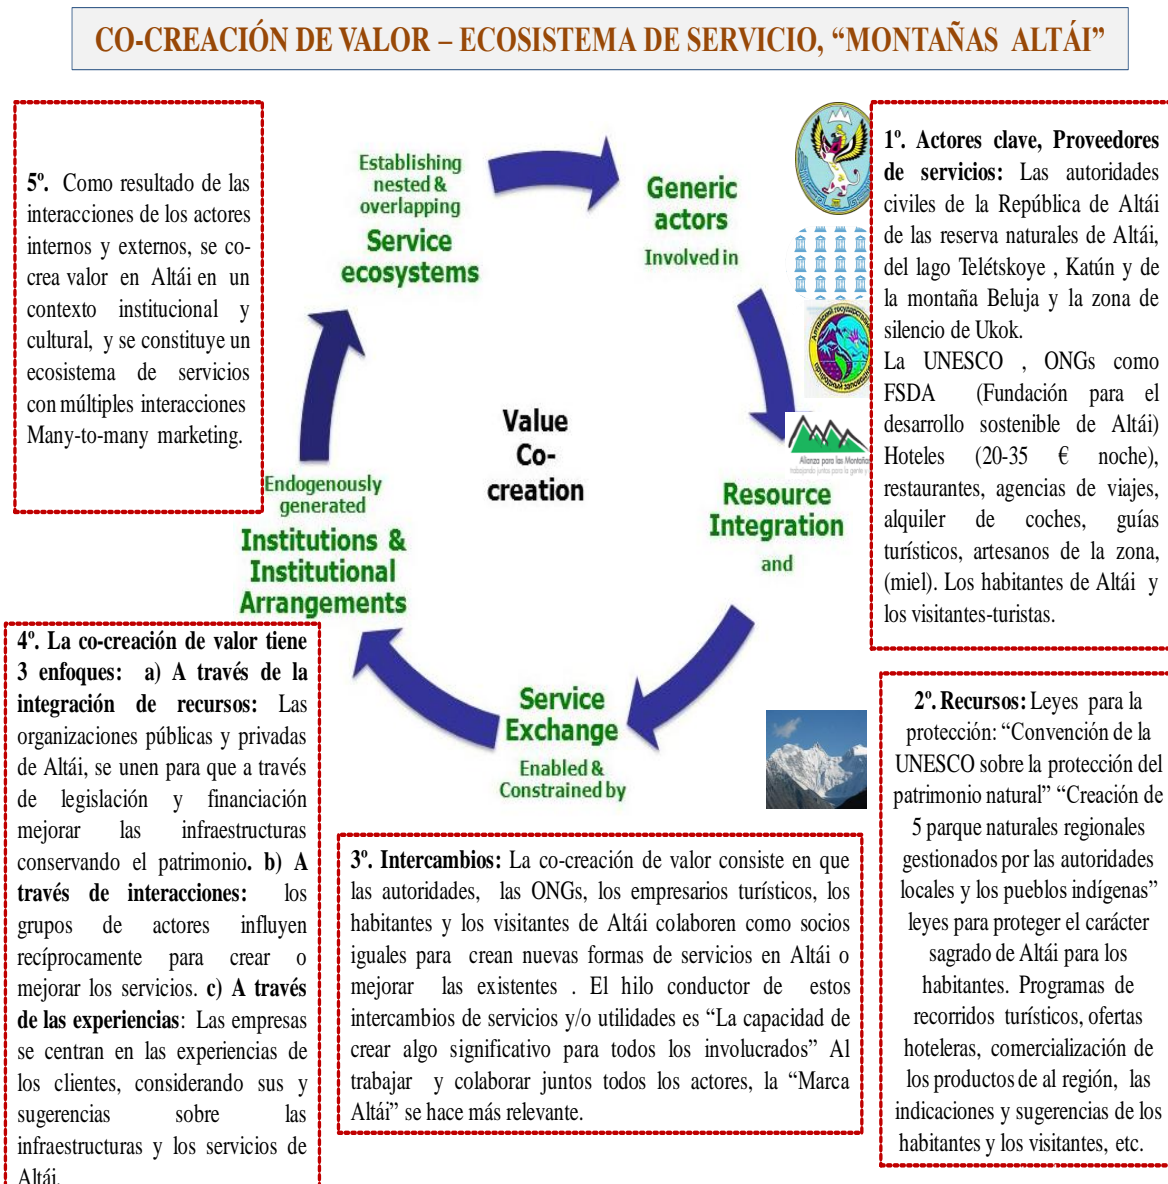 CO-CREACIÓN DE VALOR – ECOSISTEMA DE SERVICIO, “MONTAÑAS ALTÁI”
5º. Como resultado de las
interacciones de los actores
internos y externos, se co-
crea valor en Altái en un
contexto institucional y
cultural, y se constituye un
ecosistema de servicios
con múltiples interacciones
Many-to-many marketing.
Establishing
nested &
overlapping
Service
ecosystems
Generic
actors
Involved in
Value
Co-
creation
Resource
Integration
and
Service
Exchange
Enabled &
Constrained by
Endogenously
generated
Institutions &
Institutional
Arrangements
Alianza para las Montañas
1º. Actores clave, Proveedores
de servicios: Las autoridades
civiles de la República de Altái
de las reserva naturales de Altái,
del lago Telétskoye , Katún y de
la montaña Beluja y la zona de
silencio de Ukok.
La UNESCO , ONGs como
FSDA (Fundación para el
desarrollo sostenible de Altái)
Hoteles (20-35 € noche),
restaurantes, agencias de viajes,
alquiler de coches, guías
turísticos, artesanos de la zona,
(miel). Los habitantes de Altái y
los visitantes-turistas.
2º. Recursos: Leyes para la
protección: “Convención de la
UNESCO sobre la protección del
patrimonio natural” “Creación de
5 parque naturales regionales
gestionados por las autoridades
locales y los pueblos indígenas”
leyes para proteger el carácter
sagrado de Altái para los
habitantes. Programas de
recorridos turísticos, ofertas
hoteleras, comercialización de
los productos de al región, las
indicaciones y sugerencias de los
habitantes y los visitantes, etc.
3º. Intercambios: La co-creación de valor consiste en que
las autoridades, las ONGs, los empresarios turísticos, los
habitantes y los visitantes de Altái colaboren como socios
iguales para crean nuevas formas de servicios en Altái o
mejorar las existentes . El hilo conductor de estos
intercambios de servicios y/o utilidades es “La capacidad de
crear algo significativo para todos los involucrados” Al
trabajar y colaborar juntos todos los actores, la “Marca
Altái” se hace más relevante.
4º. La co-creación de valor tiene
3 enfoques: a) A través de la
integración de recursos: Las
organizaciones públicas y privadas
de Altái, se unen para que a través
de legislación y financiación
mejorar las infraestructuras
conservando el patrimonio. b) A
través de interacciones: los
grupos de actores influyen
recíprocamente para crear o
mejorar los servicios. c) A través
de las experiencias: Las empresas
se centran en las experiencias de
los clientes, considerando sus y
sugerencias sobre las
infraestructuras y los servicios de
Altái.